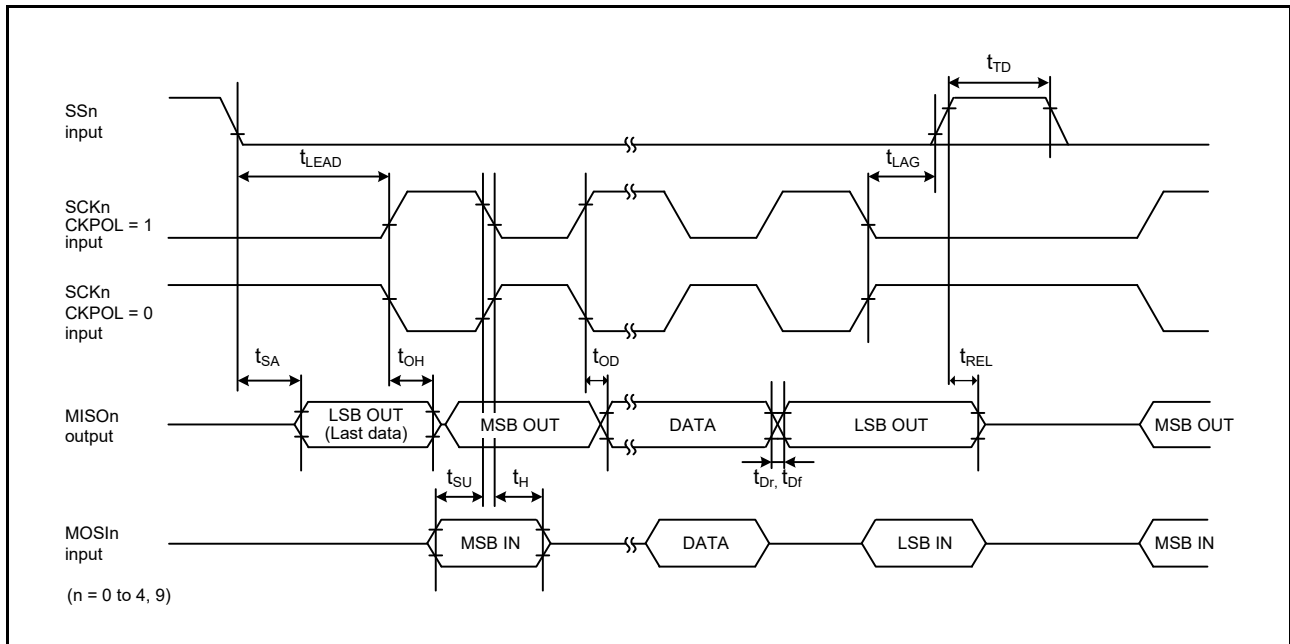 tTD
SSn
input
tLEAD
tLAG
SCKn
CKPOL = 1
input
SCKn
CKPOL = 0
input
tSA
tOH
tOD
tREL
MISOn
output
LSB OUT
(Last data)
MSB OUT
DATA
LSB OUT
MSB OUT
tSU
tH
tDr, tDf
MOSIn
input
MSB IN
DATA
LSB IN
MSB IN
(n = 0 to 4, 9)